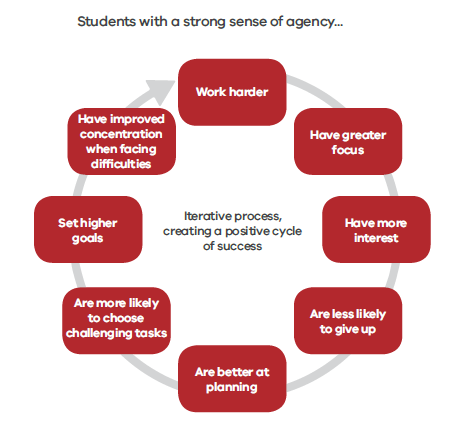 Students with a strong sense of agency...
Work harder
Have greater
focus
Have more
interest
Are less likely
to give up
Are better at
planning
Are more likely
to choose
challenging tasks
Set higher
goals
Have improved
concentration
when facing
difficulties
Iterative process,
creating a positive cycle
of success